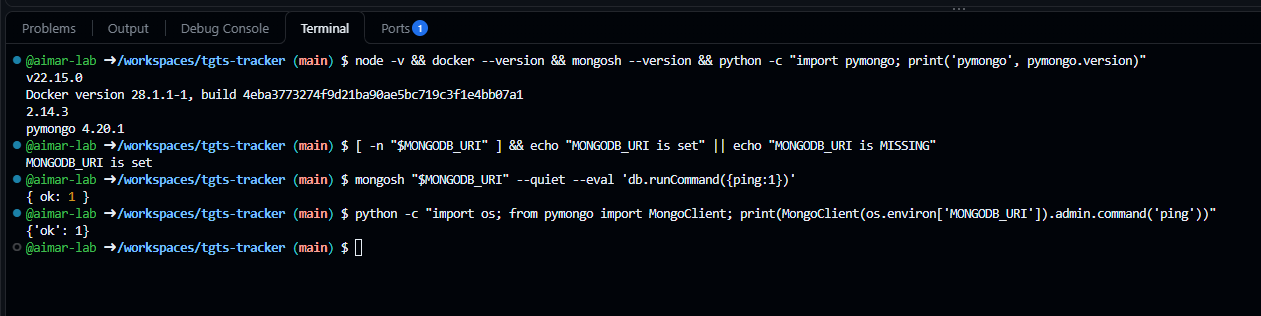 Problems Output Debug Console Terminal Ports 1
@aimar-lab ➜/workspaces/tgts-tracker (main) $ node -v && docker --version && mongosh --version && python -c "import pymongo; print('pymongo', pymongo.version)"
v22.15.0
Docker version 28.1.1-1, build 4eba3773274f9d21ba90ae5bc719c3f1e4bb07a1
2.14.3
pymongo 4.20.1
@aimar-lab ➜/workspaces/tgts-tracker (main) $ [ -n "$MONGODB_URI" ] && echo "MONGODB_URI is set" || echo "MONGODB_URI is MISSING"
MONGODB_URI is set
@aimar-lab ➜/workspaces/tgts-tracker (main) $ mongosh "$MONGODB_URI" --quiet --eval 'db.runCommand({ping:1})'
{ ok: 1 }
@aimar-lab ➜/workspaces/tgts-tracker (main) $ python -c "import os; from pymongo import MongoClient; print(MongoClient(os.environ['MONGODB_URI']).admin.command('ping'))"
{'ok': 1}
@aimar-lab ➜/workspaces/tgts-tracker (main) $